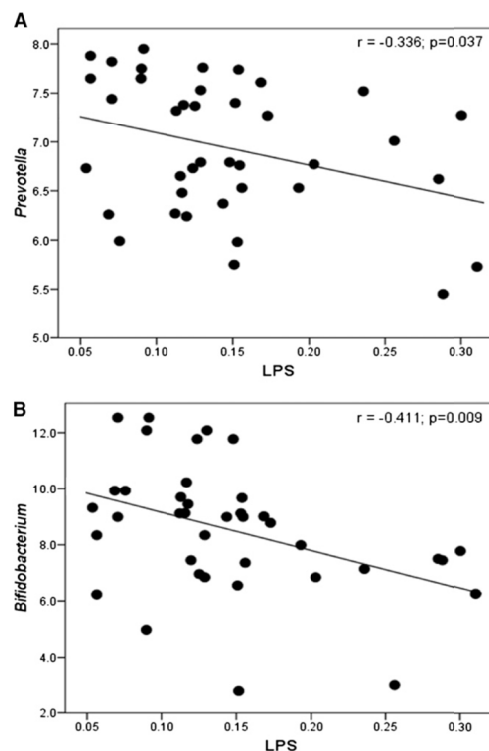 A
r = -0.336; p=0.037
8.0
7.5
7.0
6.5
6.0
5.5
5.0
Prevotella
0.05 0.10 0.15 0.20 0.25 0.30
LPS
B
r = -0.411; p=0.009
12.0
10.0
8.0
6.0
4.0
2.0
Bifidobacterium
0.05 0.10 0.15 0.20 0.25 0.30
LPS